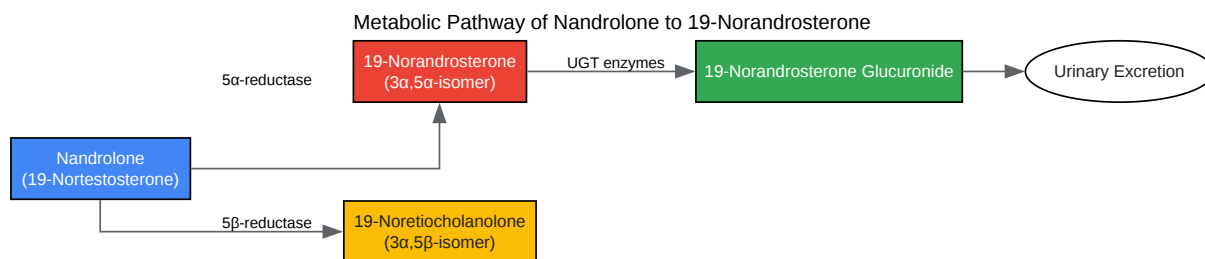 Metabolic Pathway of Nandrolone to 19-Norandrosterone
19-Norandrosterone
(3α,5α-isomer)
UGT enzymes
19-Norandrosterone Glucuronide
Urinary Excretion
5α-reductase
Nandrolone
(19-Nortestosterone)
5β-reductase
19-Noretiocholanolone
(3α,5β-isomer)